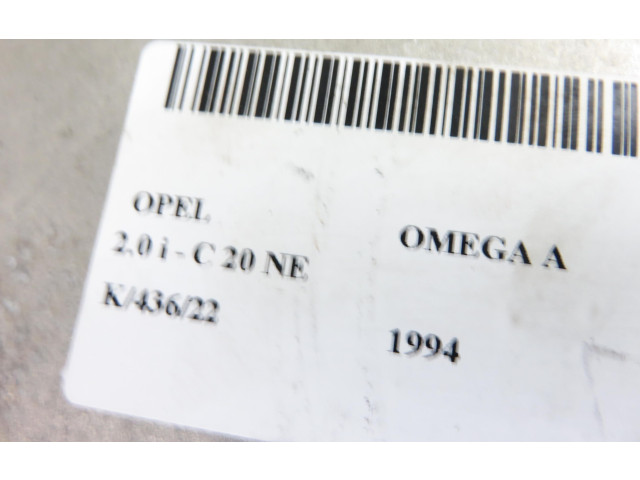 OPEL
2.0 i - C 20 NE
OMEGA A
K/436/22
1994